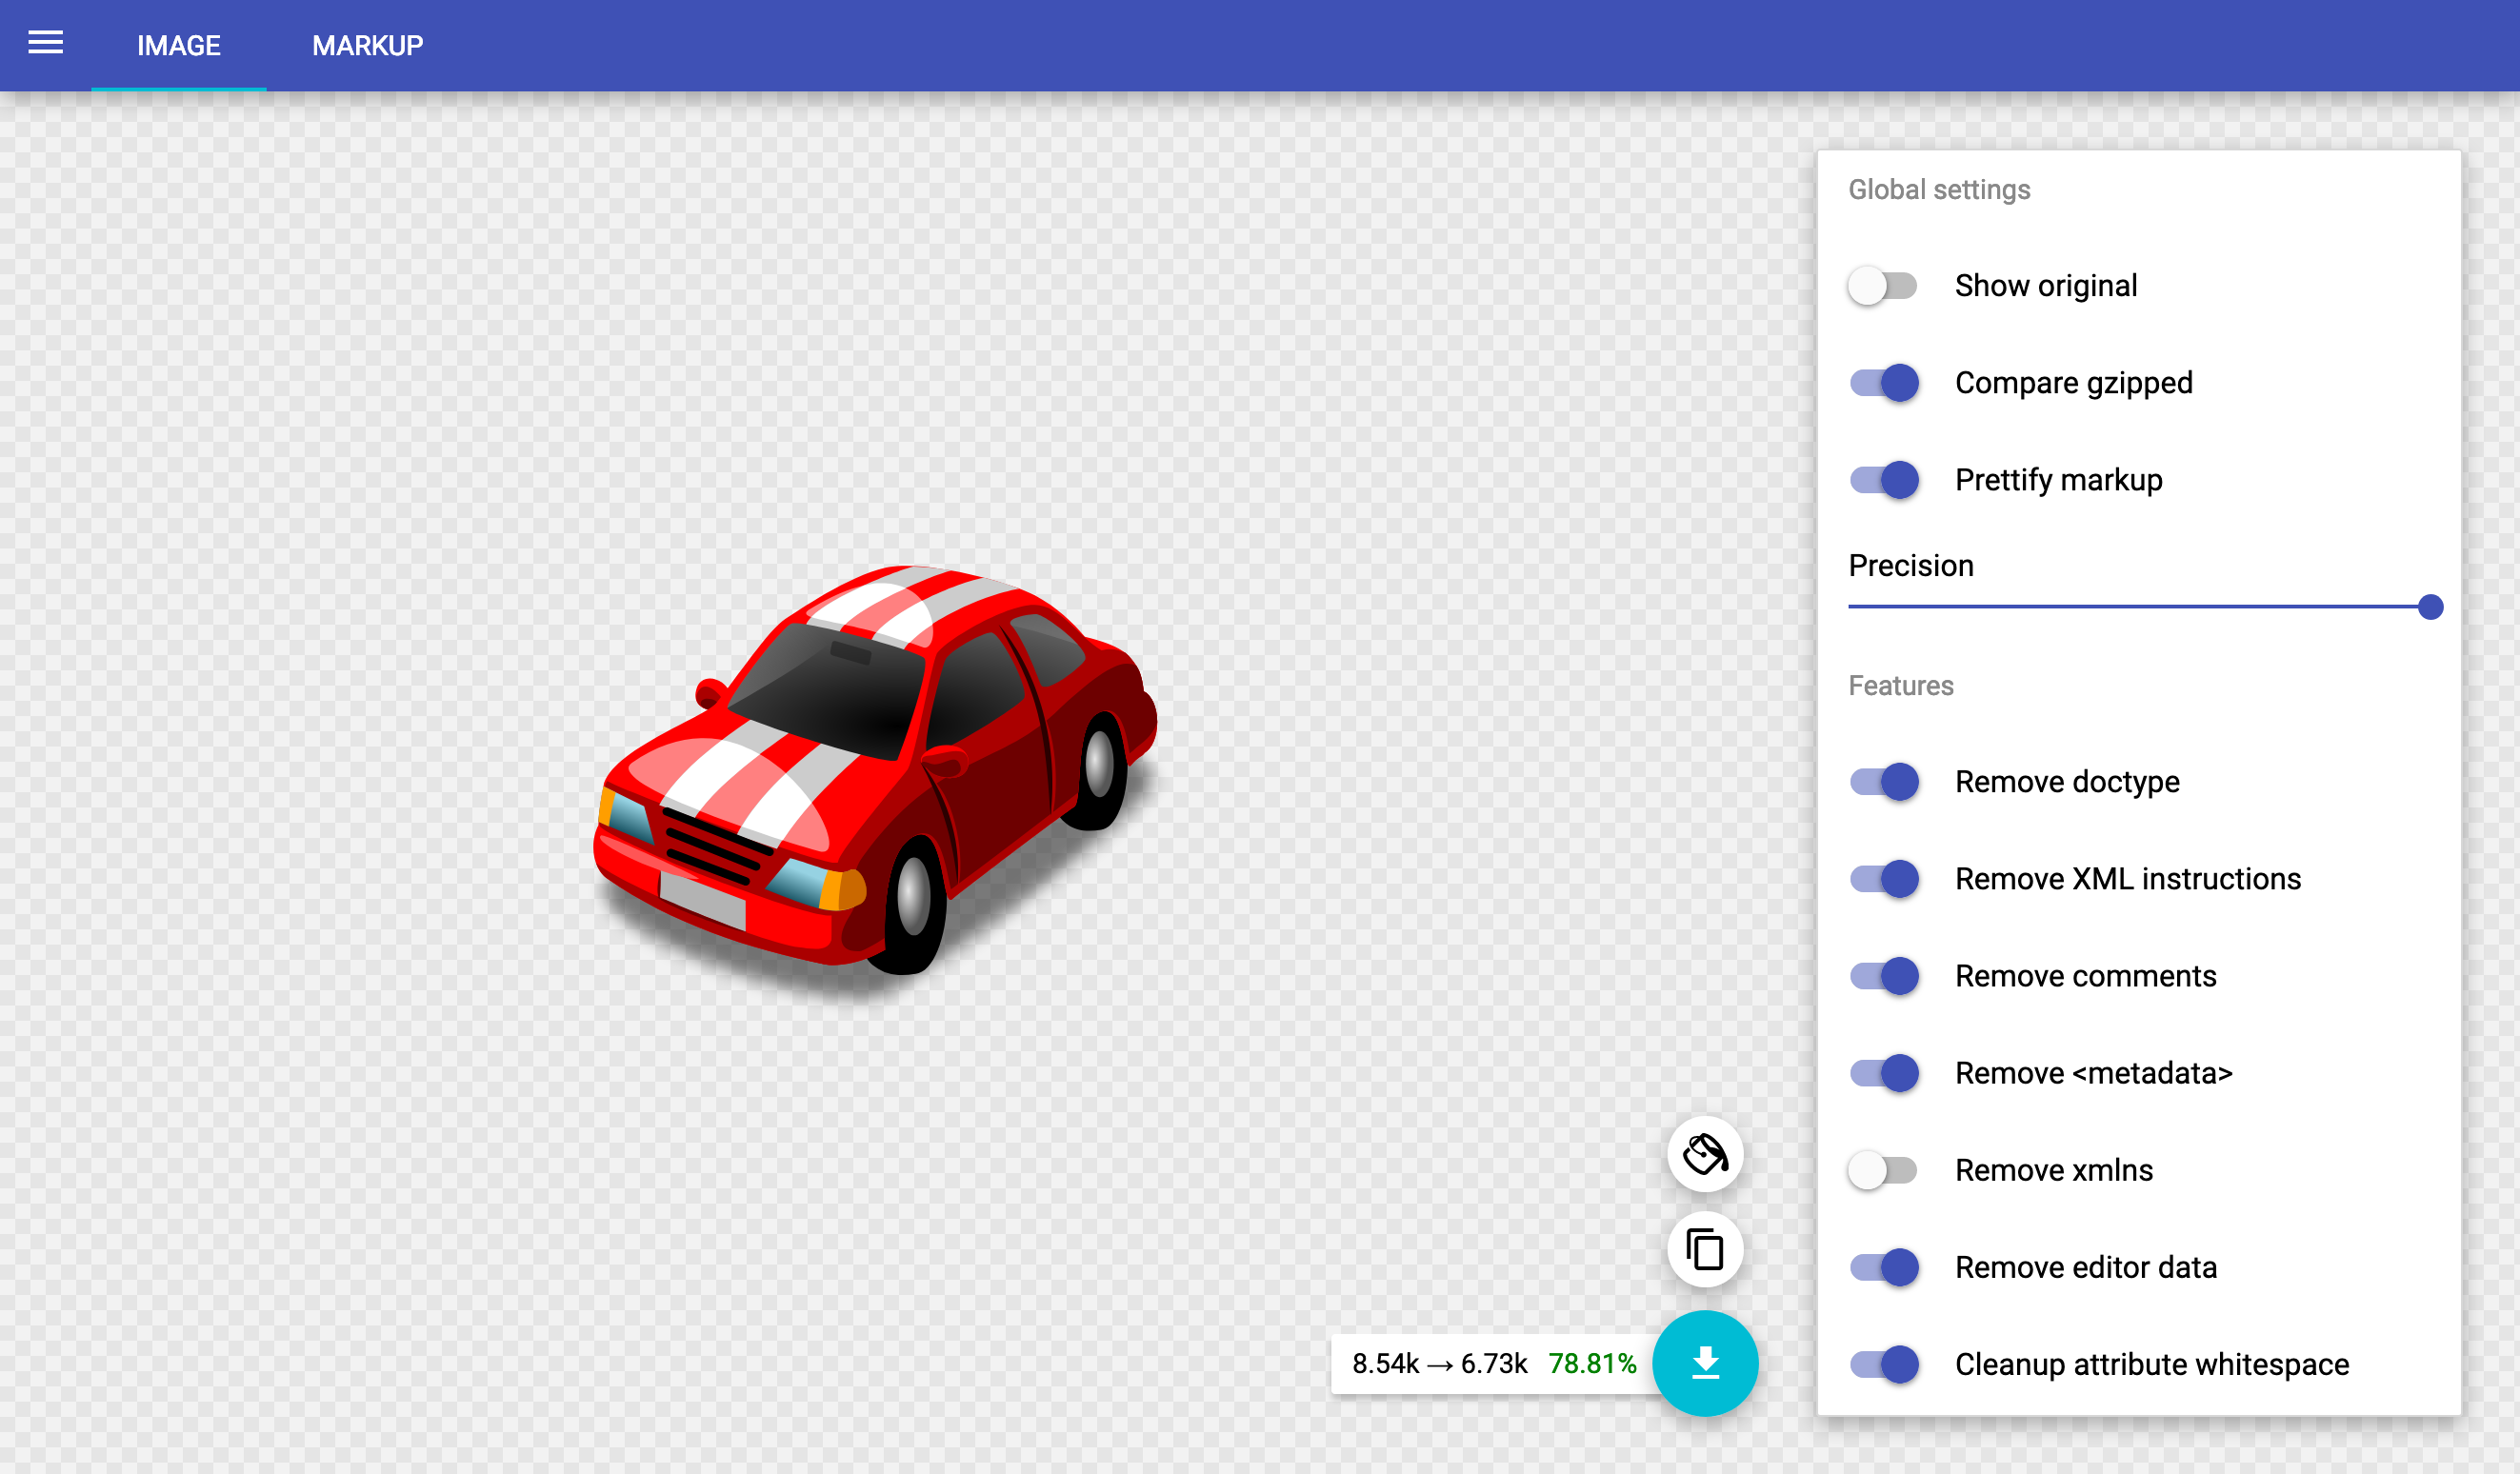 IMAGE MARKUP
Global settings
Show original
Compare gzipped
Prettify markup
Precision
Features
Remove doctype
Remove XML instructions
Remove comments
Remove <metadata>
Remove xmlns
Remove editor data
Cleanup attribute whitespace
8.54k → 6.73k 78.81%